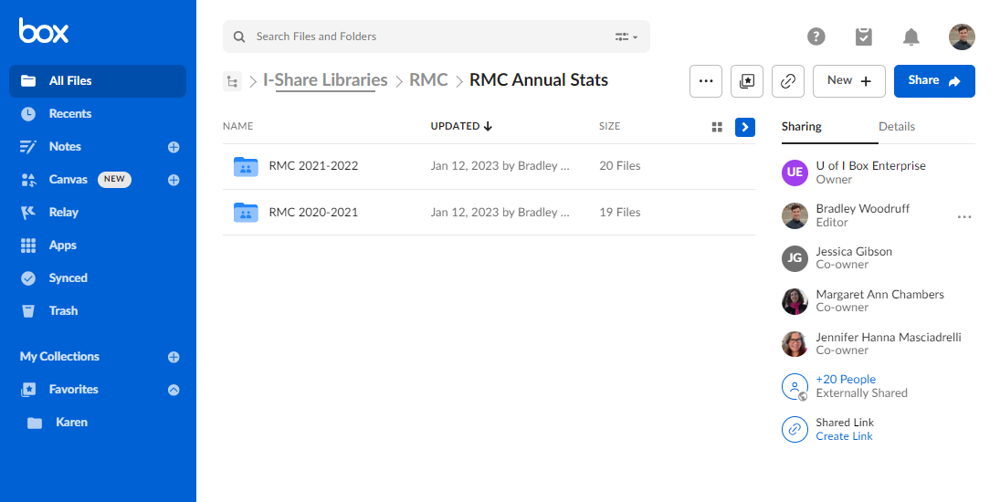 box
Search Files and Folders
All Files
Recents
Notes
Canvas NEW
Relay
Apps
Synced
Trash
My Collections
Favorites
Karen
I-Share Libraries RMC RMC Annual Stats
New
Share
NAME UPDATED SIZE
RMC 2021-2022 Jan 12, 2023 by Bradley ... 20 Files
RMC 2020-2021 Jan 12, 2023 by Bradley ... 19 Files
Sharing Details
UE
U of I Box Enterprise
Owner
Bradley Woodruff
Editor
JG
Jessica Gibson
Co-owner
Margaret Ann Chambers
Co-owner
Jennifer Hanna Masciadrelli
Co-owner
+20 People
Externally Shared
Shared Link
Create Link